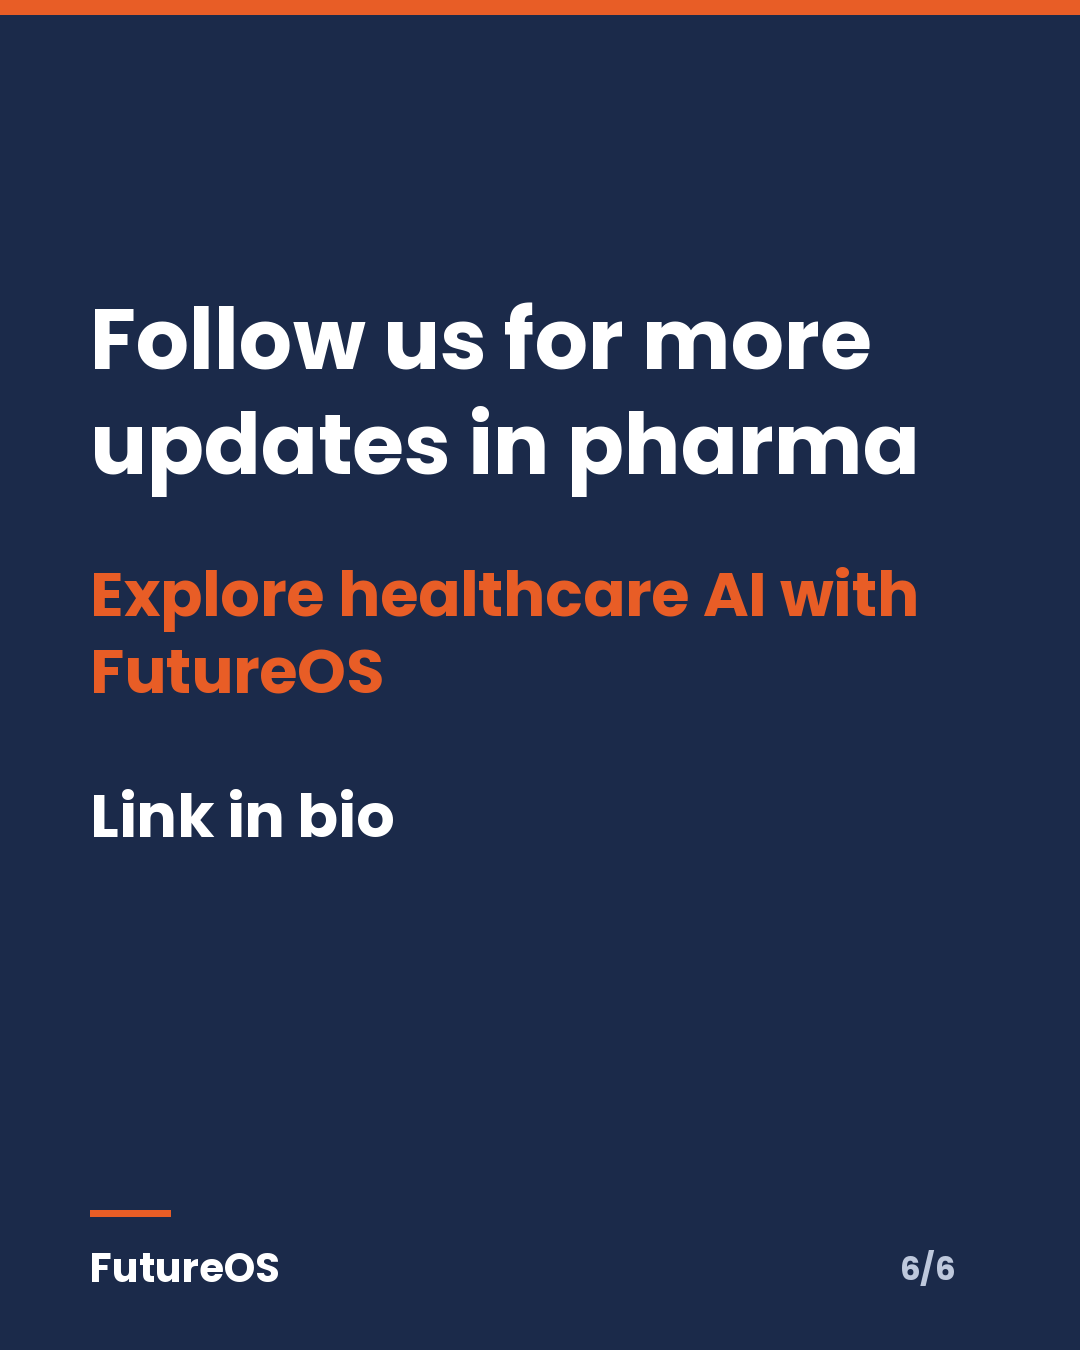 Follow us for more
updates in pharma
Explore healthcare AI with
FutureOS
Link in bio
FutureOS
6/6